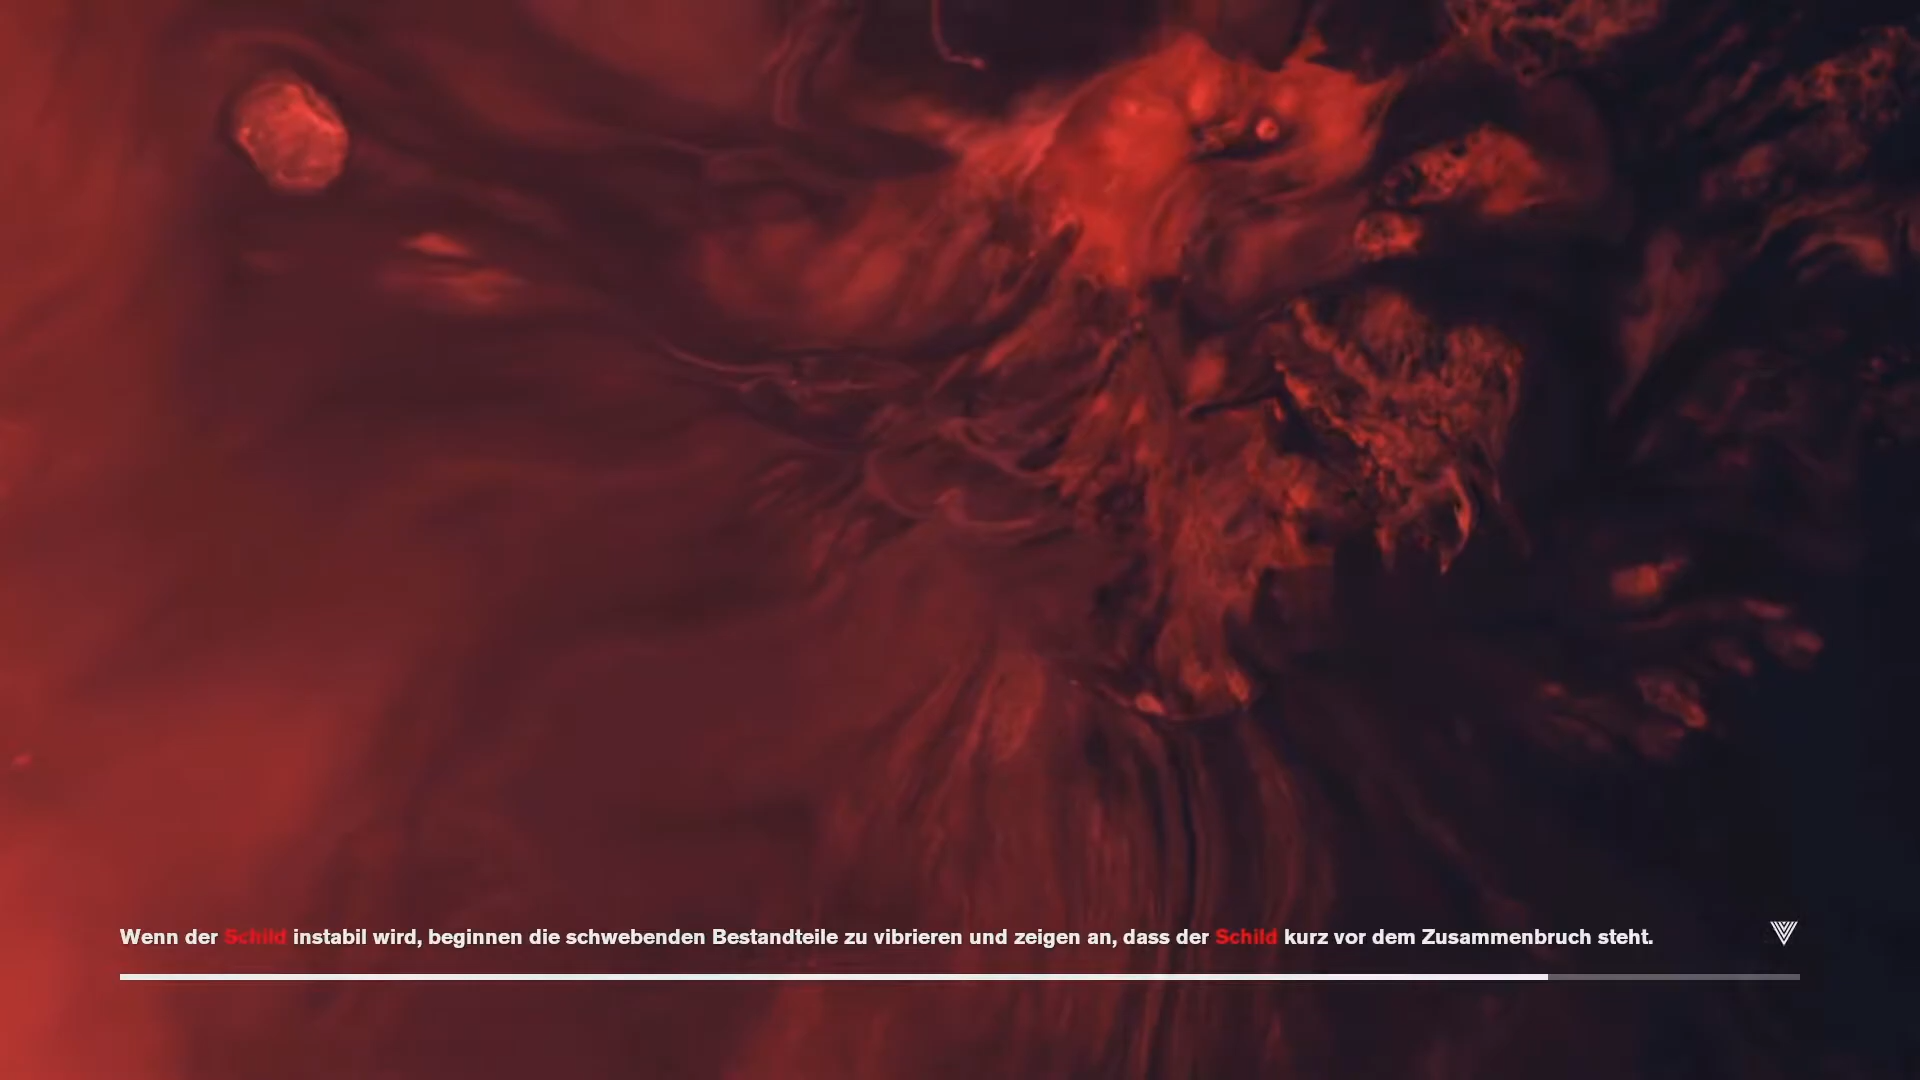 Wenn der Schild instabil wird, beginnen die schwebenden Bestandteile zu vibrieren und zeigen an, dass der Schild kurz vor dem Zusammenbruch steht.